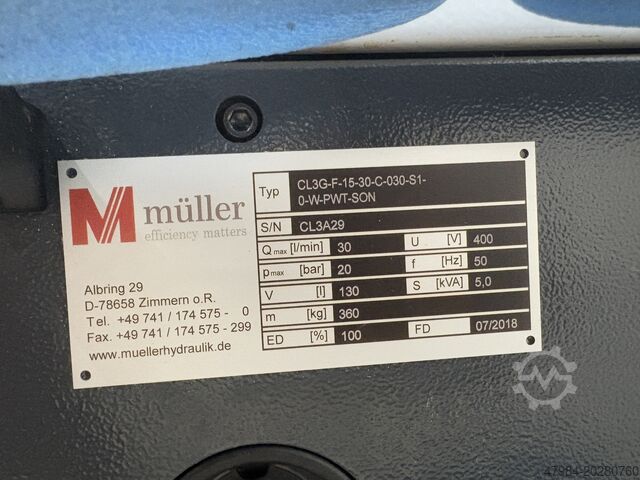 M müller
efficiency matters
Albring 29
D-78658 Zimmern o.R.
Tel. +49 741 / 174 575 - 0
Fax. +49 741 / 174 575 - 299
www.muellerhydraulik.de
Typ CL3G-F-15-30-C-030-S1-
0-W-PWT-SON
S/N CL3A29
Q max [l/min] 30 U [V] 400
p max [bar] 20 f [Hz] 50
V [l] 130 S [kVA] 5,0
m [kg] 360
ED [%] 100 FD 07/2018
47984-20280760